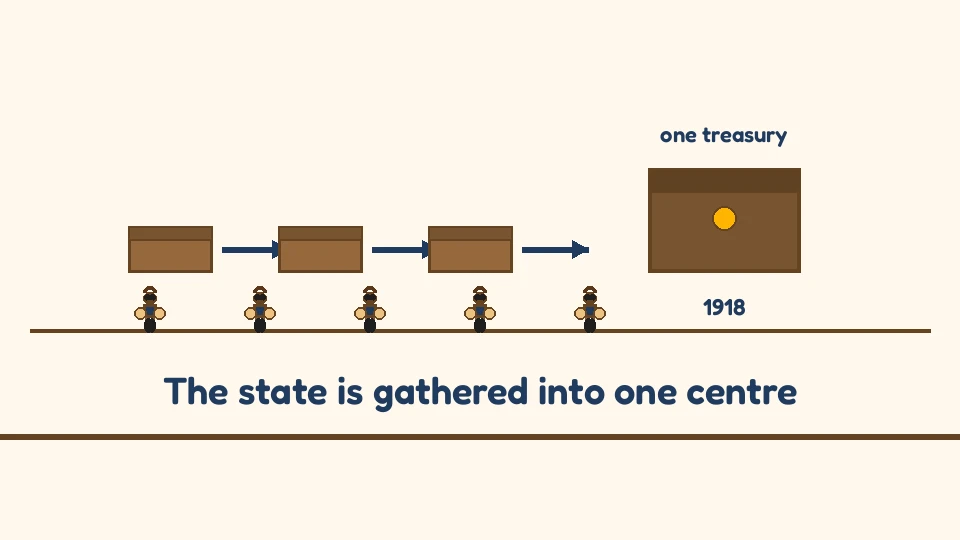 one treasury
1918
The state is gathered into one centre